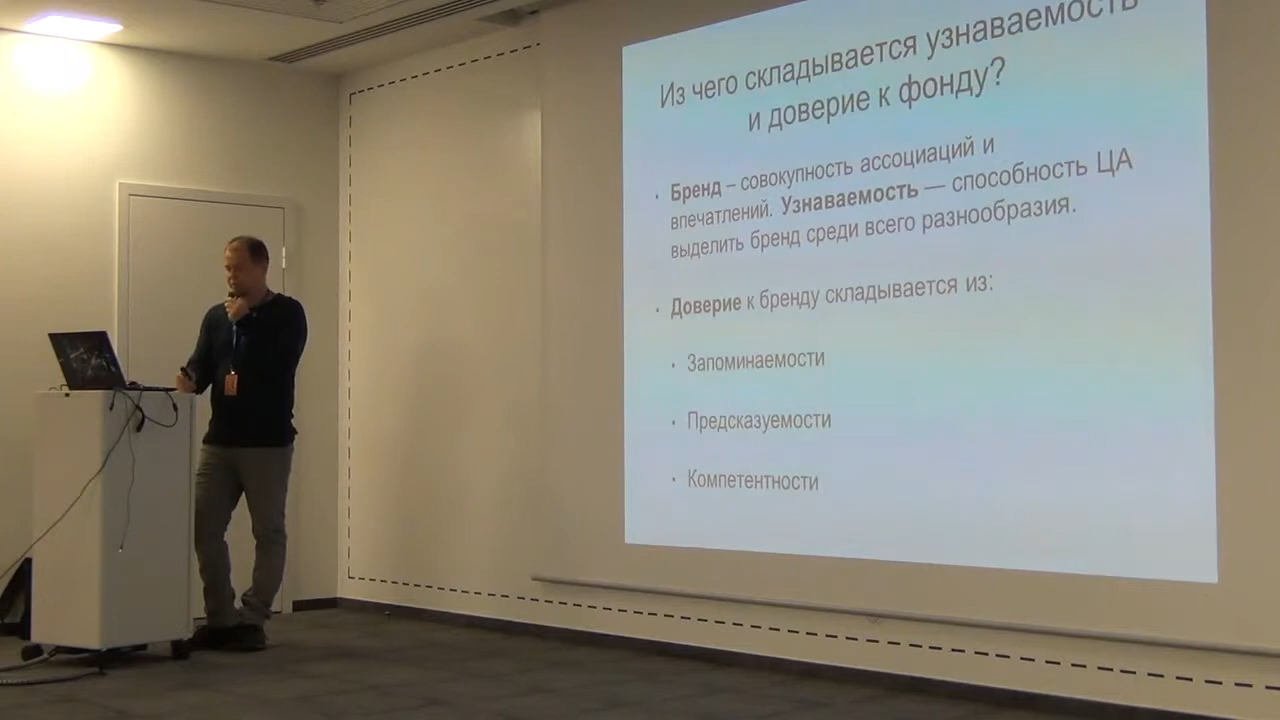 Из чего складывается узнаваемость
и доверие к фонду?
• Бренд – совокупность ассоциаций и
впечатлений. Узнаваемость — способность ЦА
выделить бренд среди всего разнообразия.
• Доверие к бренду складывается из:
• Запоминаемости
• Предсказуемости
• Компетентности